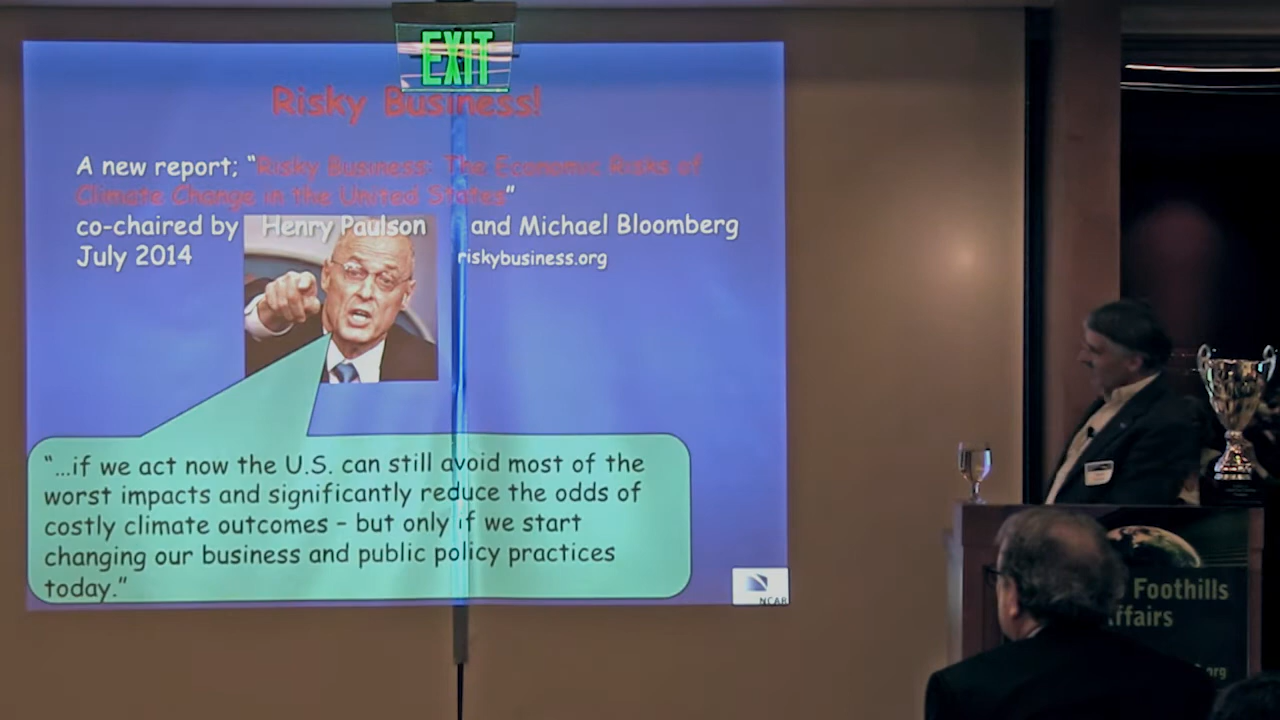 EXIT
Risky Business!
A new report; "Risky Business: The Economic Risks of
Climate Change in the United States"
co-chaired by Henry Paulson and Michael Bloomberg
July 2014 riskybusiness.org
"…if we act now the U.S. can still avoid most of the
worst impacts and significantly reduce the odds of
costly climate outcomes – but only if we start
changing our business and public policy practices
today."
NCAR
Foothills
ffairs
org